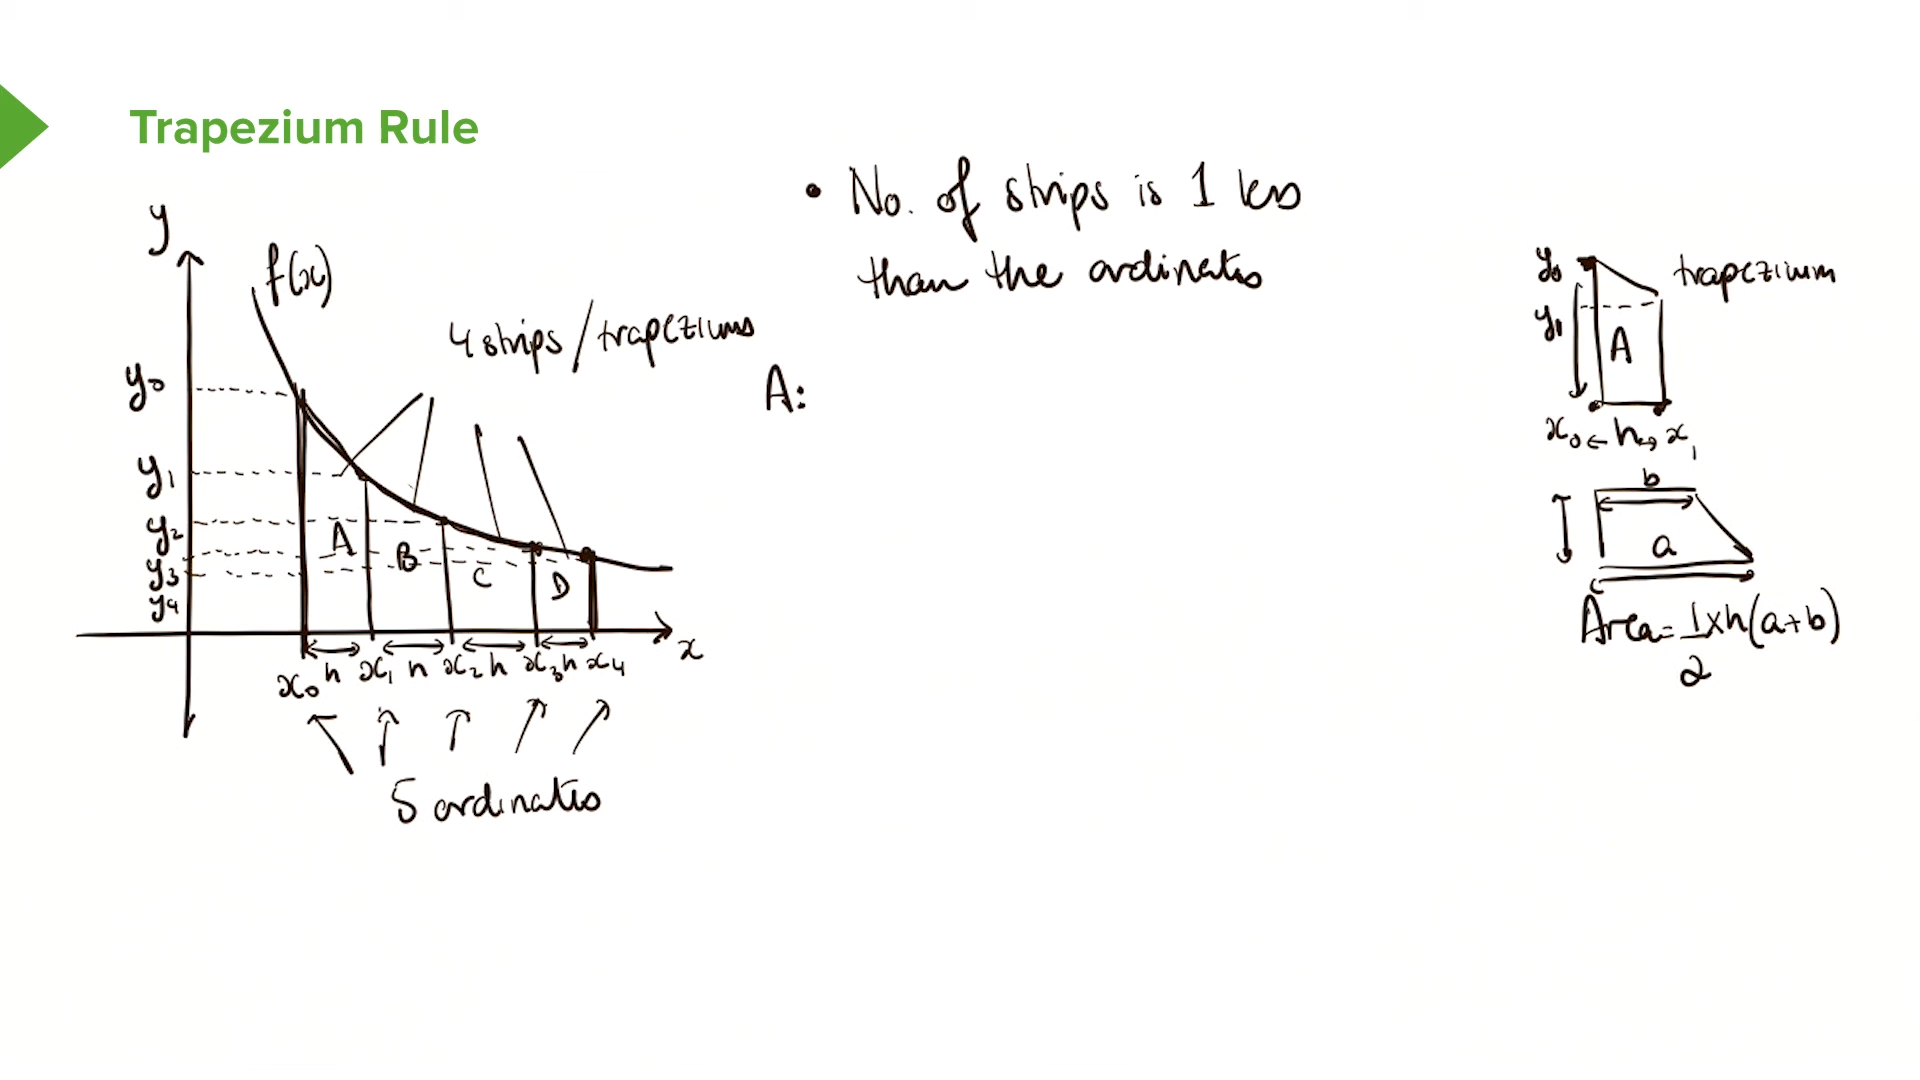 Trapezium Rule
• No. of strips is 1 less
than the ordinates
y
f(x)
4 strips / trapeziums
y₀
y₁
y₂
y₃
y₄
A
B
C
D
x
x₀ h x₁ h x₂ h x₃ h x₄
5 ordinates
A:
y₀
trapezium
y₁
A
x₀ ← h → x₁
b
a
Area = 1 x h(a+b)
2